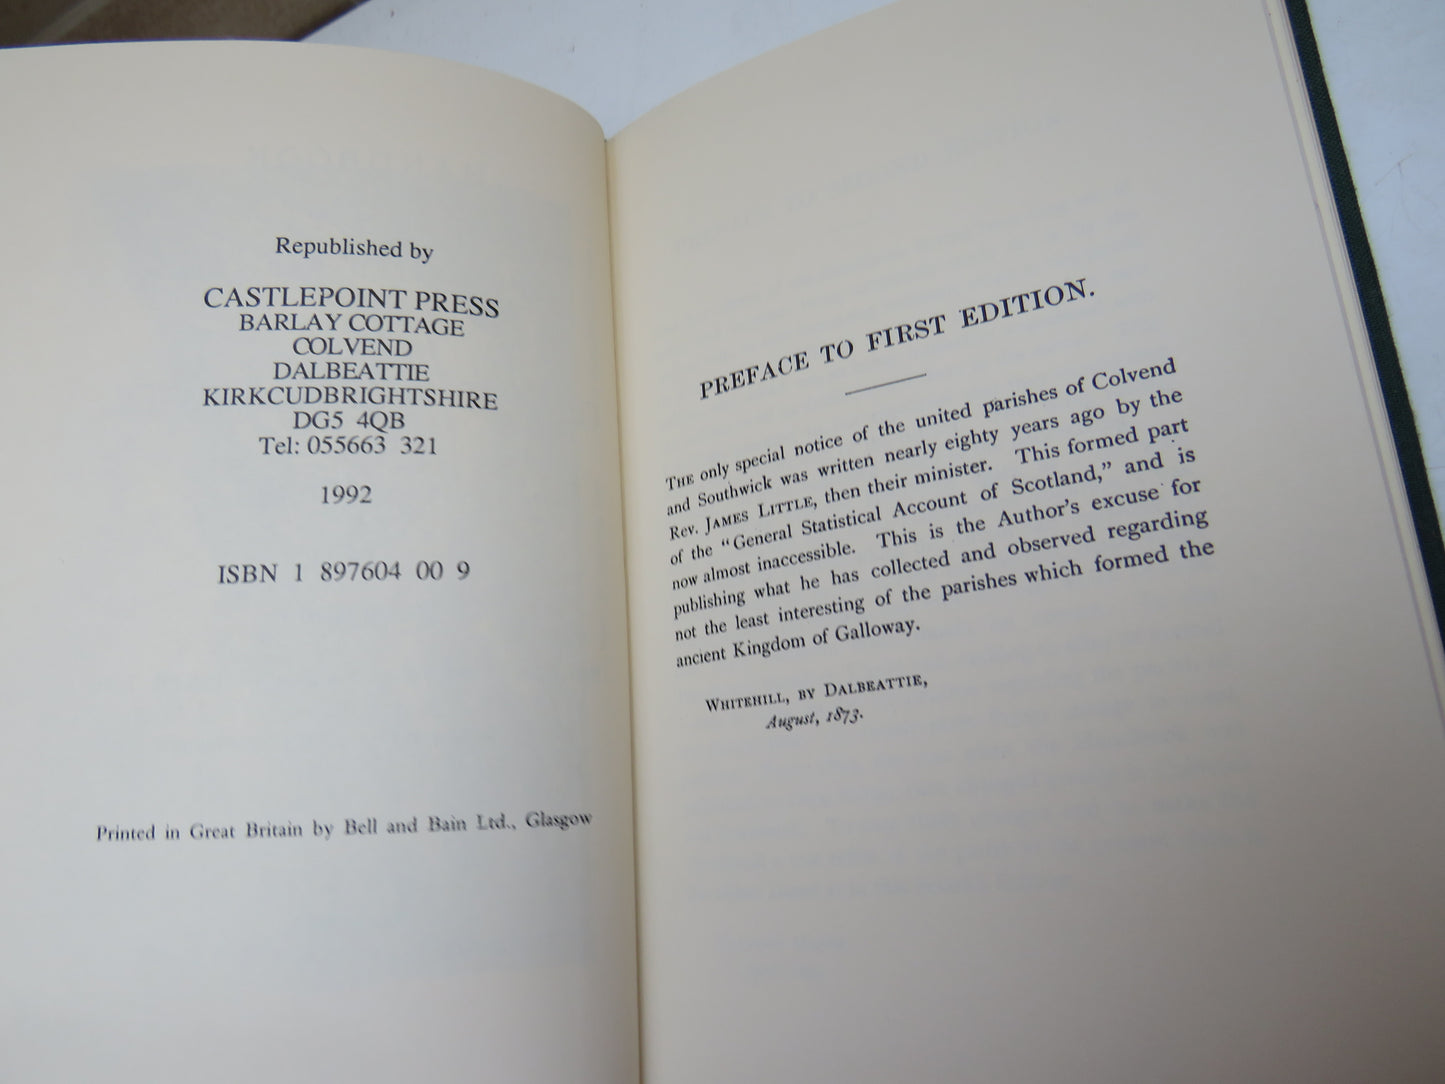 Republished by
CASTLEPOINT PRESS
BARLAY COTTAGE
COLVEND
DALBEATTIE
KIRKCUDBRIGHTSHIRE
DG5 4QB
Tel: 055663 321
1992
ISBN 1 897604 00 9
Printed in Great Britain by Bell and Bain Ltd., Glasgow
PREFACE TO FIRST EDITION.
THE only special notice of the united parishes of Colvend
and Southwick was written nearly eighty years ago by the
Rev. JAMES LITTLE, then their minister. This formed part
of the "General Statistical Account of Scotland," and is
now almost inaccessible. This is the Author's excuse for
publishing what he has collected and observed regarding
not the least interesting of the parishes which formed the
ancient Kingdom of Galloway.
WHITEHILL, BY DALBEATTIE,
August, 1873.